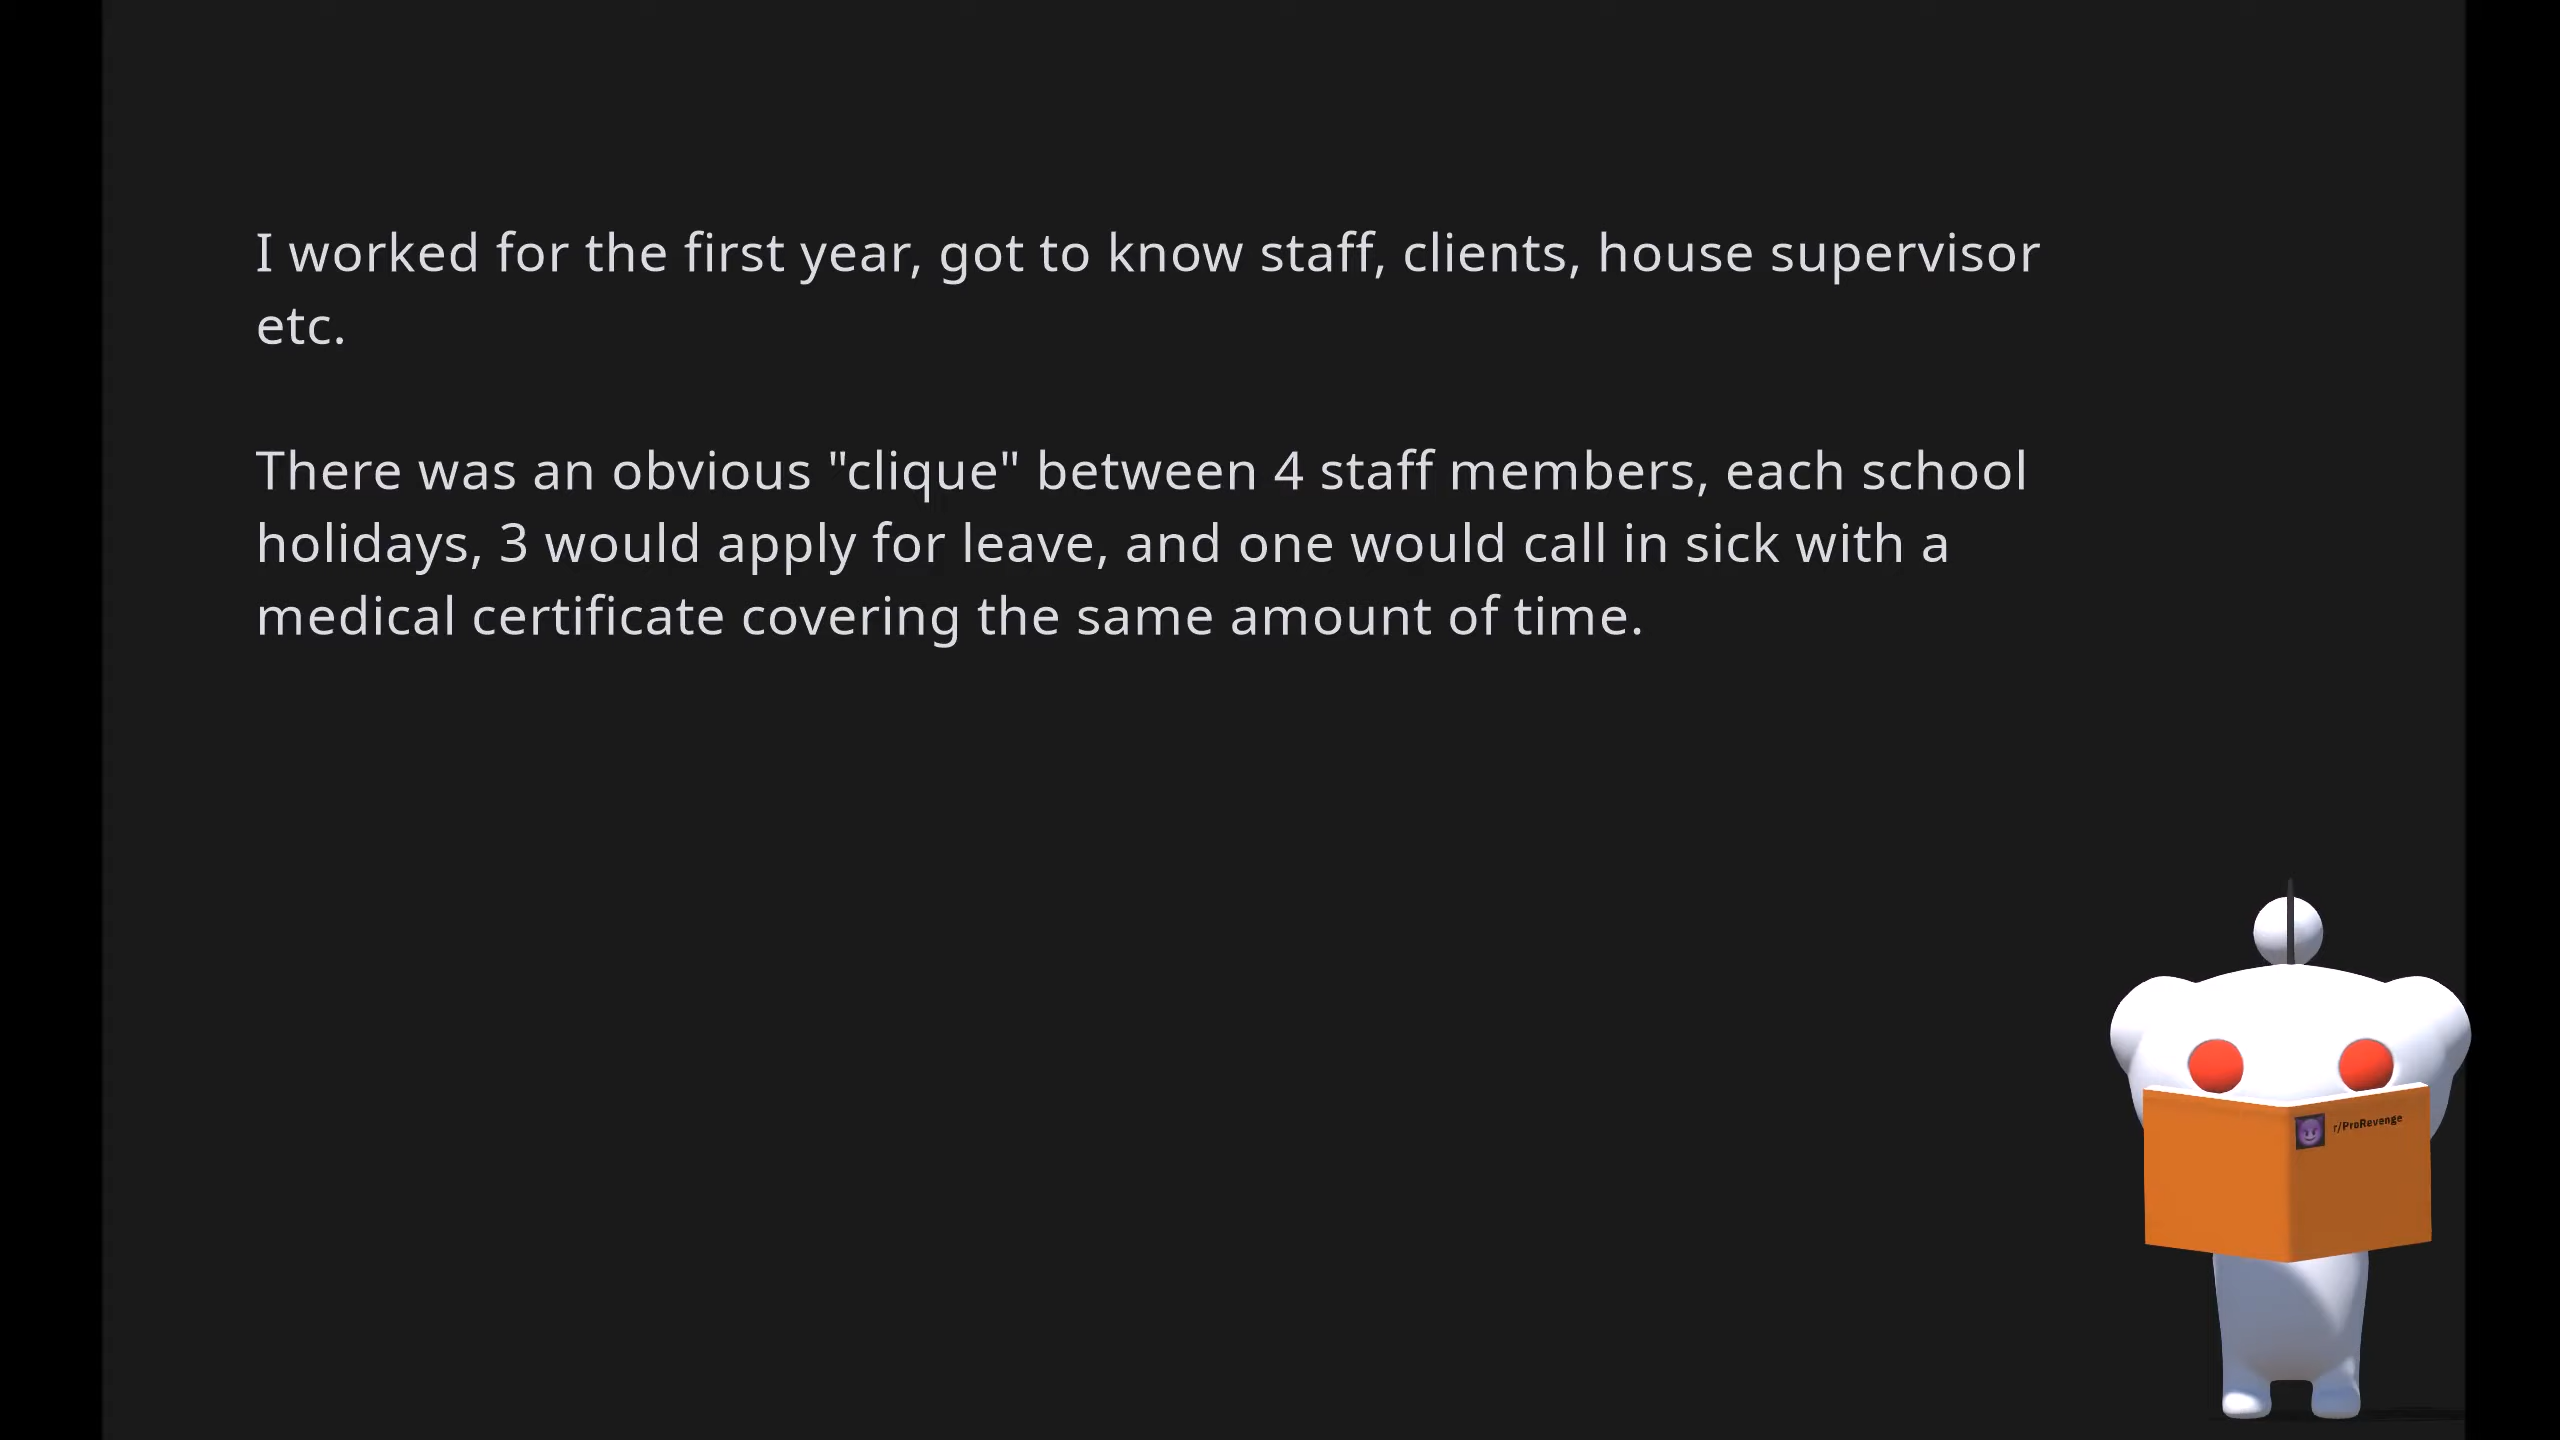 I worked for the first year, got to know staff, clients, house supervisor
etc.
There was an obvious "clique" between 4 staff members, each school
holidays, 3 would apply for leave, and one would call in sick with a
medical certificate covering the same amount of time.
r/ProRevenge